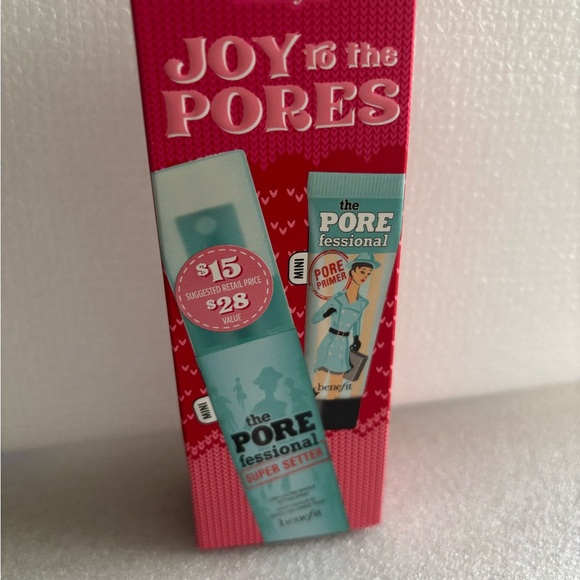 JOY to the
PORES
the
PORE
fessional
MINI
PORE
PRIMER
benefit
$15
SUGGESTED RETAIL PRICE
$28
VALUE
MINI
the
PORE
fessional
SUPER SETTER
benefit